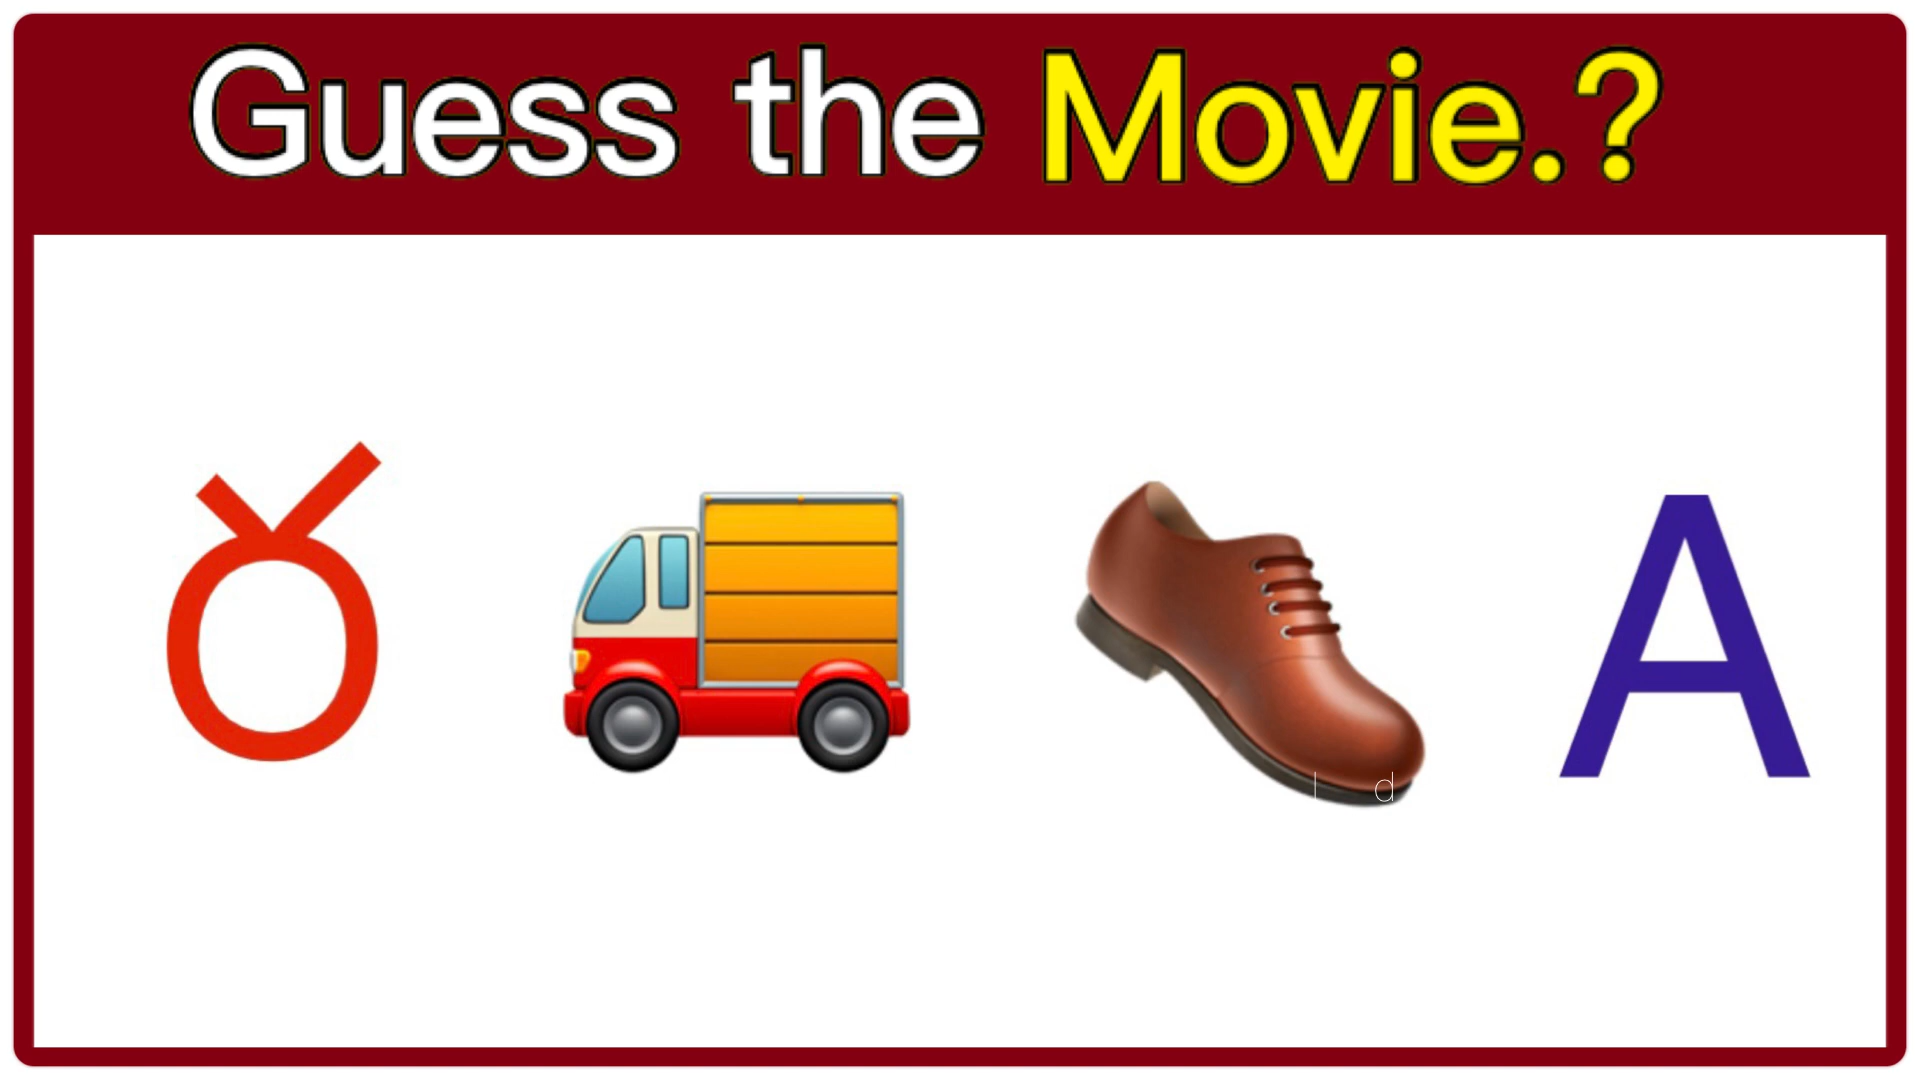 Guess the Movie.?
ठ A
l d